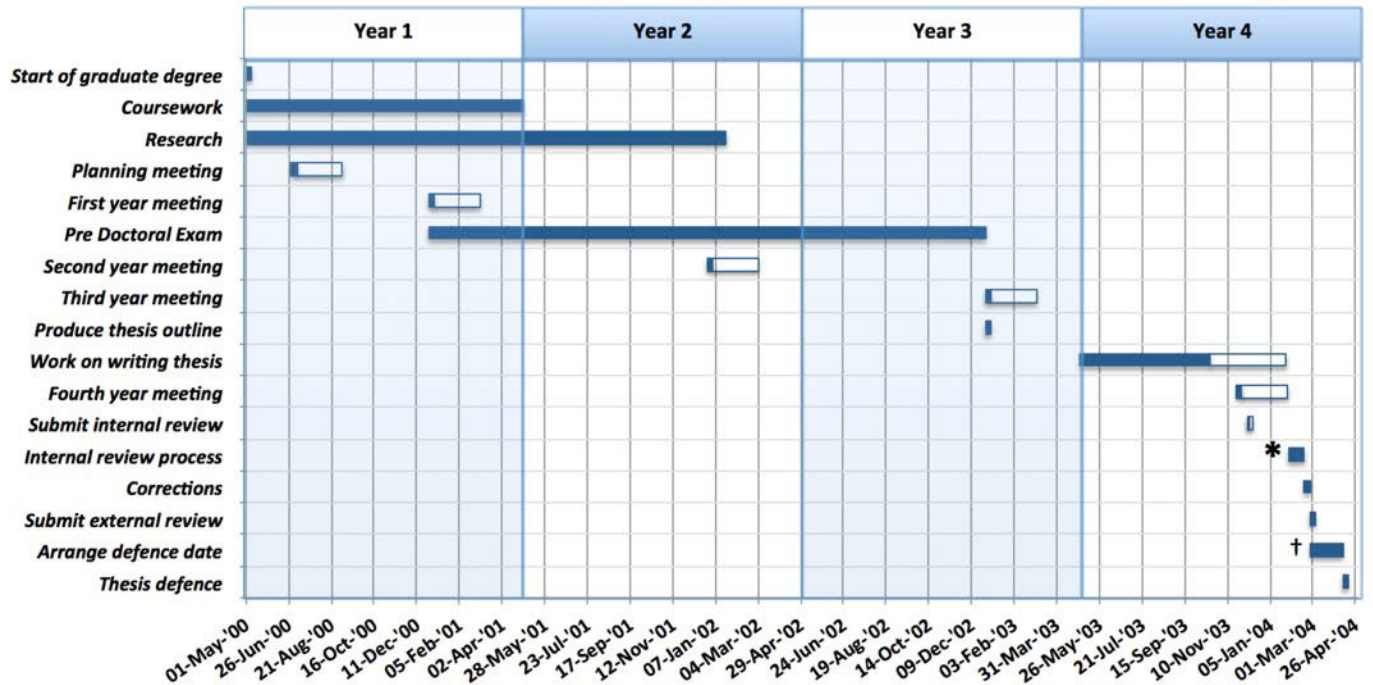 Year 1 Year 2 Year 3 Year 4
Start of graduate degree
Coursework
Research
Planning meeting
First year meeting
Pre Doctoral Exam
Second year meeting
Third year meeting
Produce thesis outline
Work on writing thesis
Fourth year meeting
Submit internal review
Internal review process *
Corrections
Submit external review
Arrange defence date †
Thesis defence
01-May-'00 26-Jun-'00 21-Aug-'00 16-Oct-'00 11-Dec-'00 05-Feb-'01 02-Apr-'01 28-May-'01 23-Jul-'01 17-Sep-'01 12-Nov-'01 07-Jan-'02 04-Mar-'02 29-Apr-'02 24-Jun-'02 19-Aug-'02 14-Oct-'02 09-Dec-'02 03-Feb-'03 31-Mar-'03 26-May-'03 21-Jul-'03 15-Sep-'03 10-Nov-'03 05-Jan-'04 01-Mar-'04 26-Apr-'04